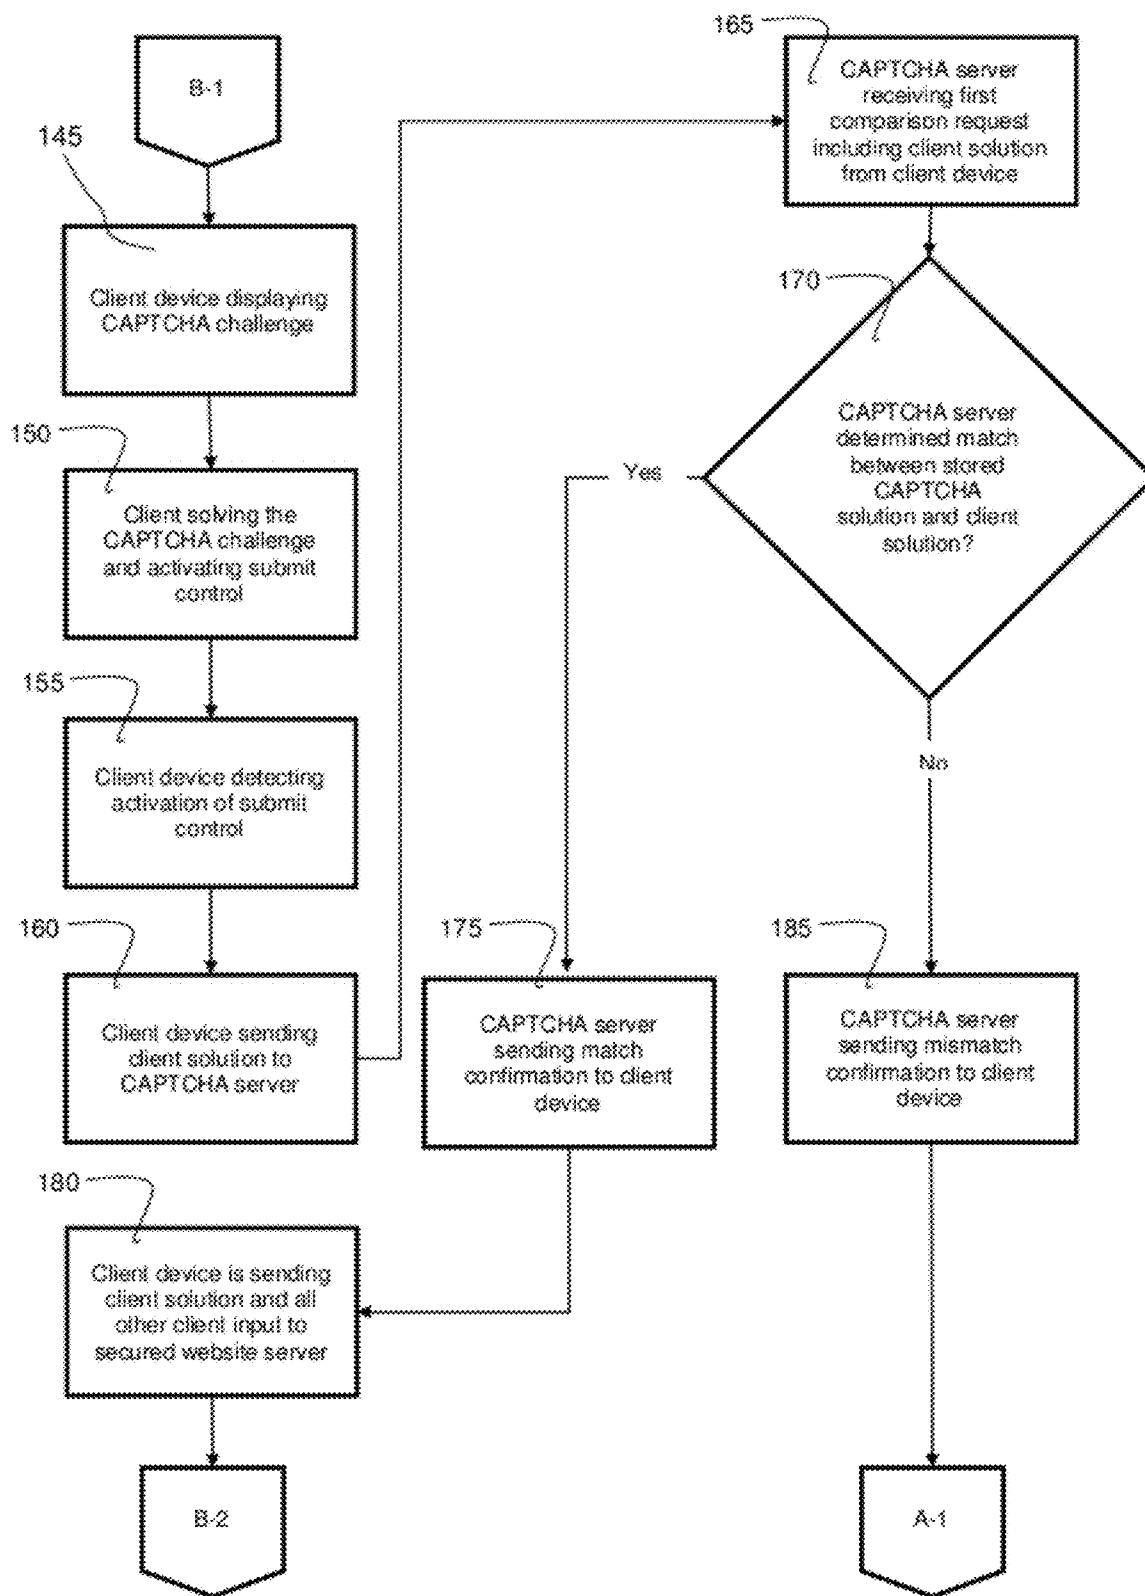 B-1
145
Client device displaying
CAPTCHA challenge
150
Client solving the
CAPTCHA challenge
and activating submit
control
155
Client device detecting
activation of submit
control
160
Client device sending
client solution to
CAPTCHA server
165
CAPTCHA server
receiving first
comparison request
including client solution
from client device
170
CAPTCHA server
determined match
between stored
CAPTCHA
solution and client
solution?
Yes
No
175
CAPTCHA server
sending match
confirmation to client
device
185
CAPTCHA server
sending mismatch
confirmation to client
device
180
Client device is sending
client solution and all
other client input to
secured website server
B-2
A-1